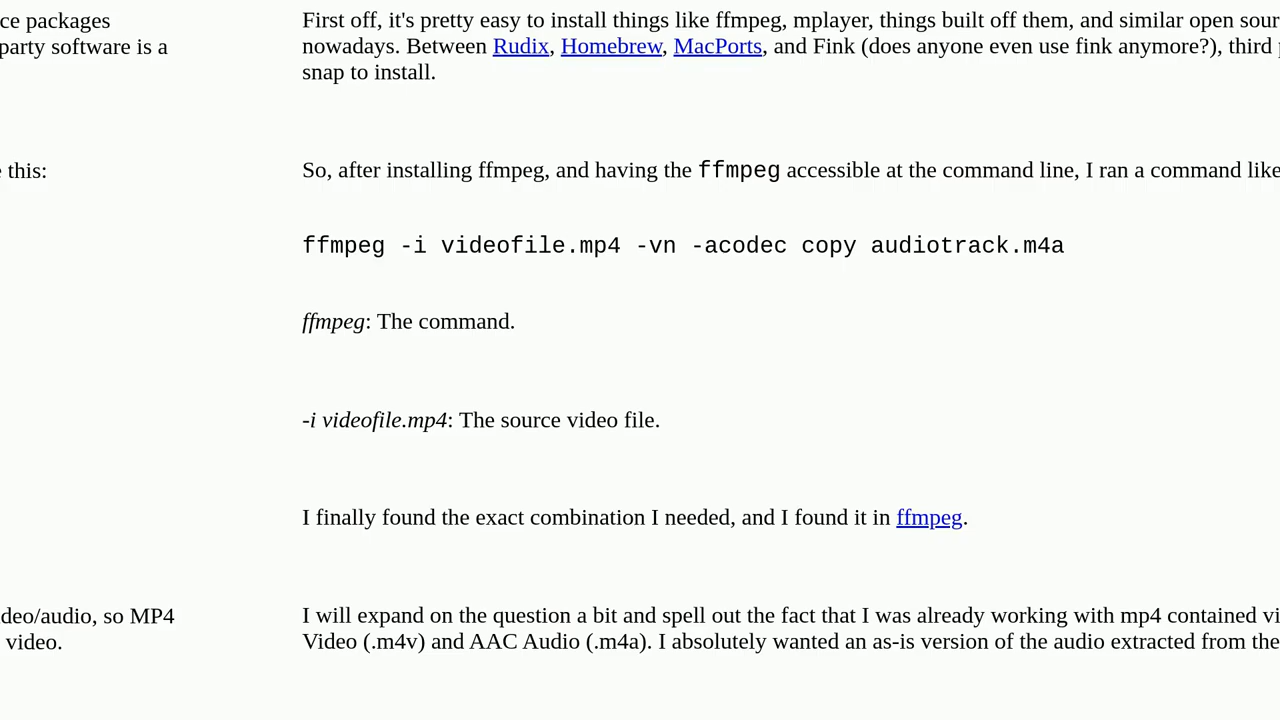 ce packages
party software is a
First off, it's pretty easy to install things like ffmpeg, mplayer, things built off them, and similar open sour
nowadays. Between Rudix, Homebrew, MacPorts, and Fink (does anyone even use fink anymore?), third p
snap to install.
e this:
So, after installing ffmpeg, and having the ffmpeg accessible at the command line, I ran a command like
ffmpeg -i videofile.mp4 -vn -acodec copy audiotrack.m4a
ffmpeg: The command.
-i videofile.mp4: The source video file.
I finally found the exact combination I needed, and I found it in ffmpeg.
deo/audio, so MP4
video.
I will expand on the question a bit and spell out the fact that I was already working with mp4 contained vi
Video (.m4v) and AAC Audio (.m4a). I absolutely wanted an as-is version of the audio extracted from the